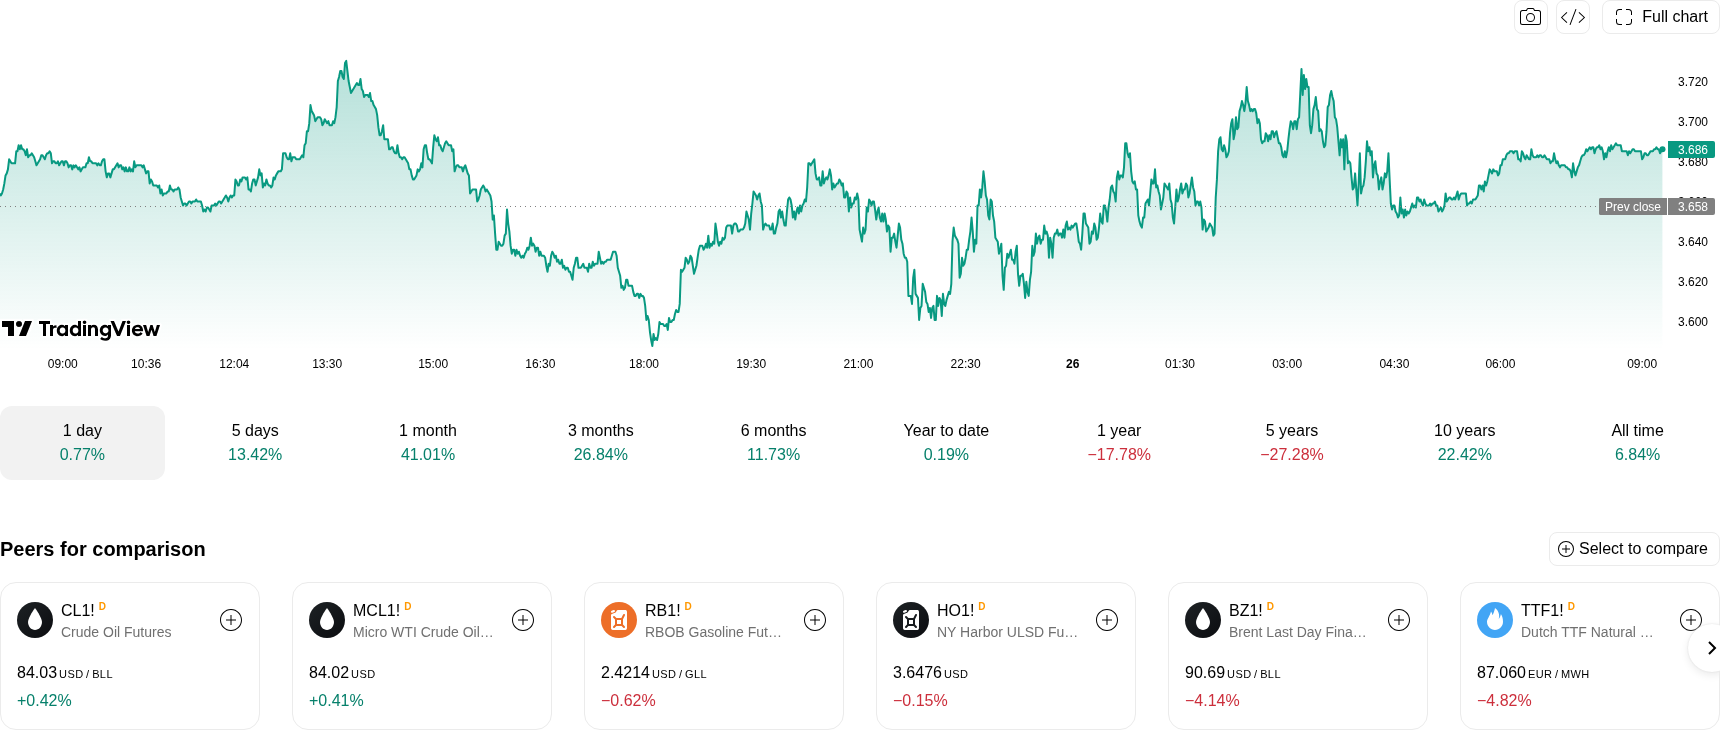 Full chart
3.720
3.700
3.686
3.680
Prev close 3.658
3.640
3.620
3.600
TradingView
09:00 10:36 12:04 13:30 15:00 16:30 18:00 19:30 21:00 22:30 26 01:30 03:00 04:30 06:00 09:00
1 day 5 days 1 month 3 months 6 months Year to date 1 year 5 years 10 years All time
0.77% 13.42% 41.01% 26.84% 11.73% 0.19% −17.78% −27.28% 22.42% 6.84%
Peers for comparison
Select to compare
CL1! D
Crude Oil Futures
84.03 USD / BLL
+0.42%
MCL1! D
Micro WTI Crude Oil…
84.02 USD
+0.41%
RB1! D
RBOB Gasoline Fut…
2.4214 USD / GLL
−0.62%
HO1! D
NY Harbor ULSD Fu…
3.6476 USD
−0.15%
BZ1! D
Brent Last Day Fina…
90.69 USD / BLL
−4.14%
TTF1! D
Dutch TTF Natural …
87.060 EUR / MWH
−4.82%